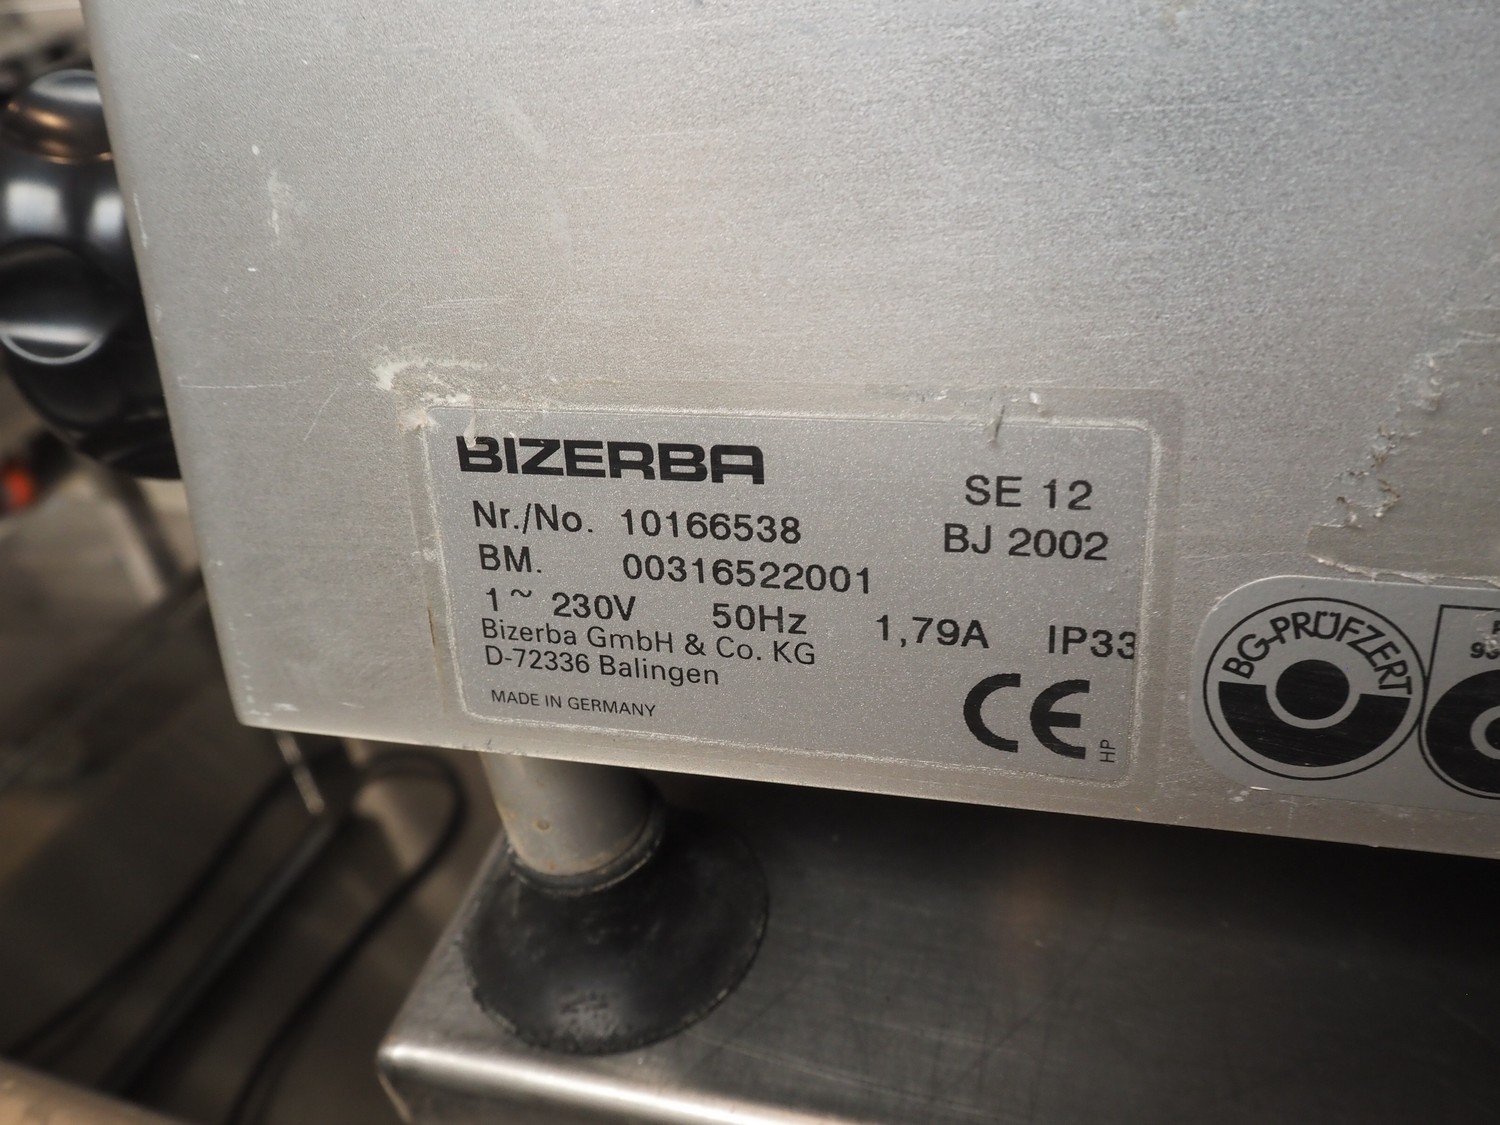 BIZERBA
SE 12
Nr./No. 10166538
BJ 2002
BM. 00316522001
1~ 230V 50Hz 1,79A IP33
Bizerba GmbH & Co. KG
D-72336 Balingen
MADE IN GERMANY
CE
HP
BG-PRÜFZERT